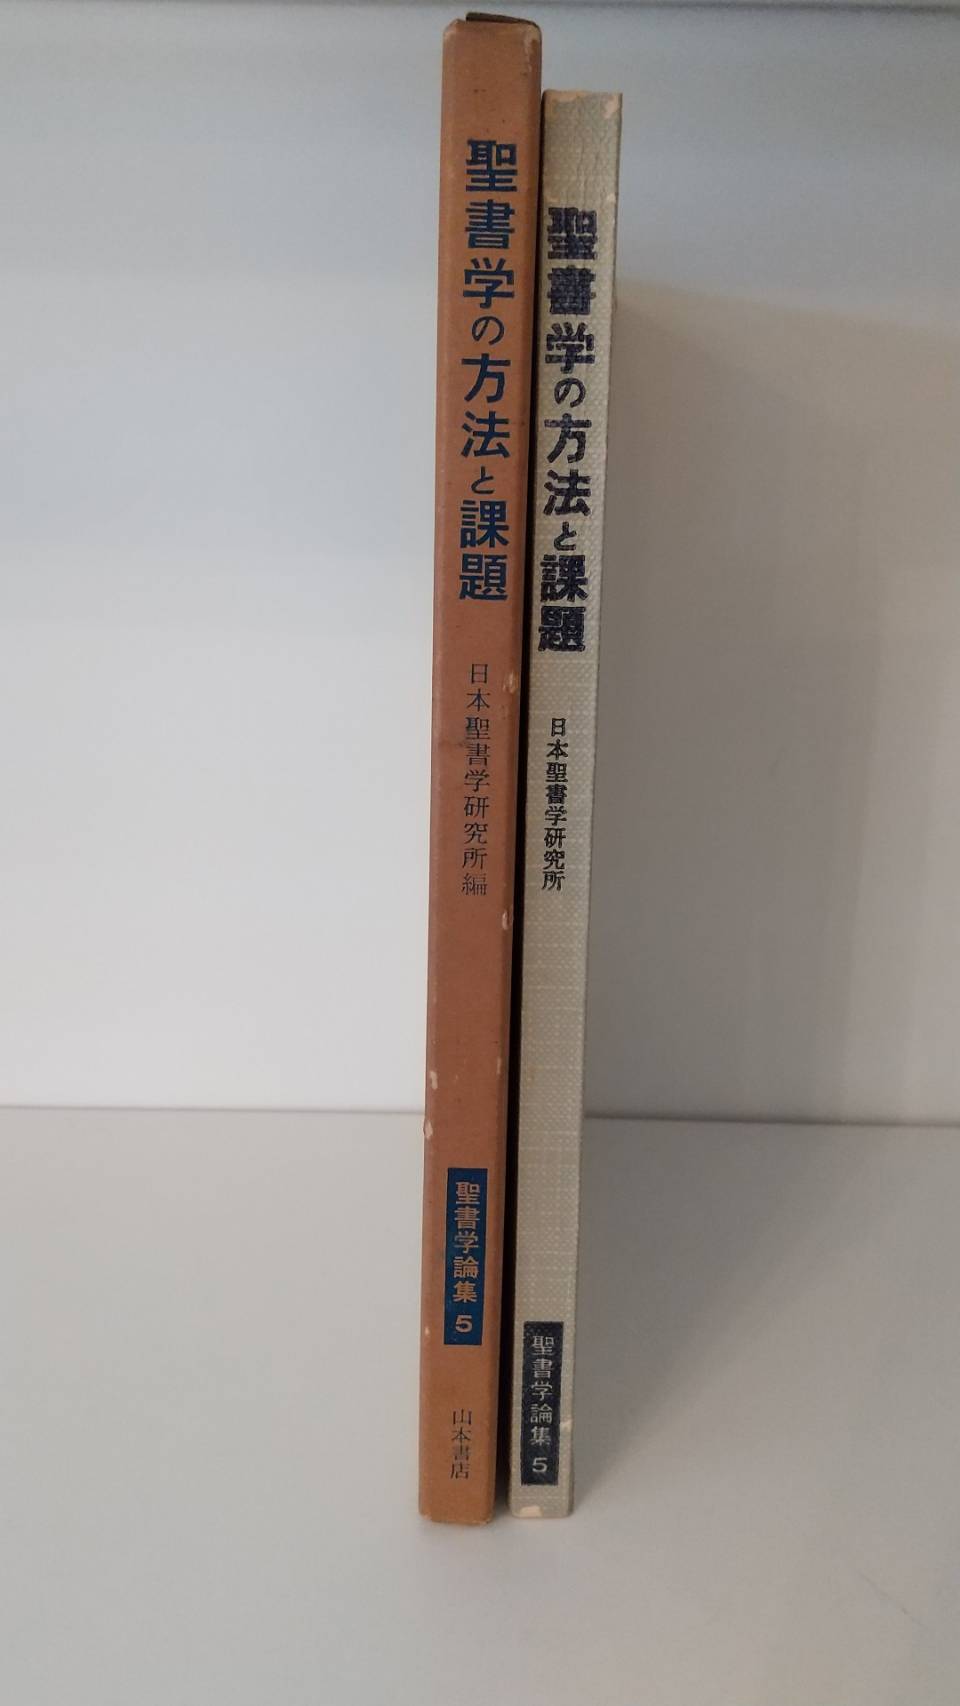 聖書学の方法と課題
日本聖書学研究所編
聖書学論集 5
山本書店
聖書学の方法と課題
日本聖書学研究所
聖書学論集 5